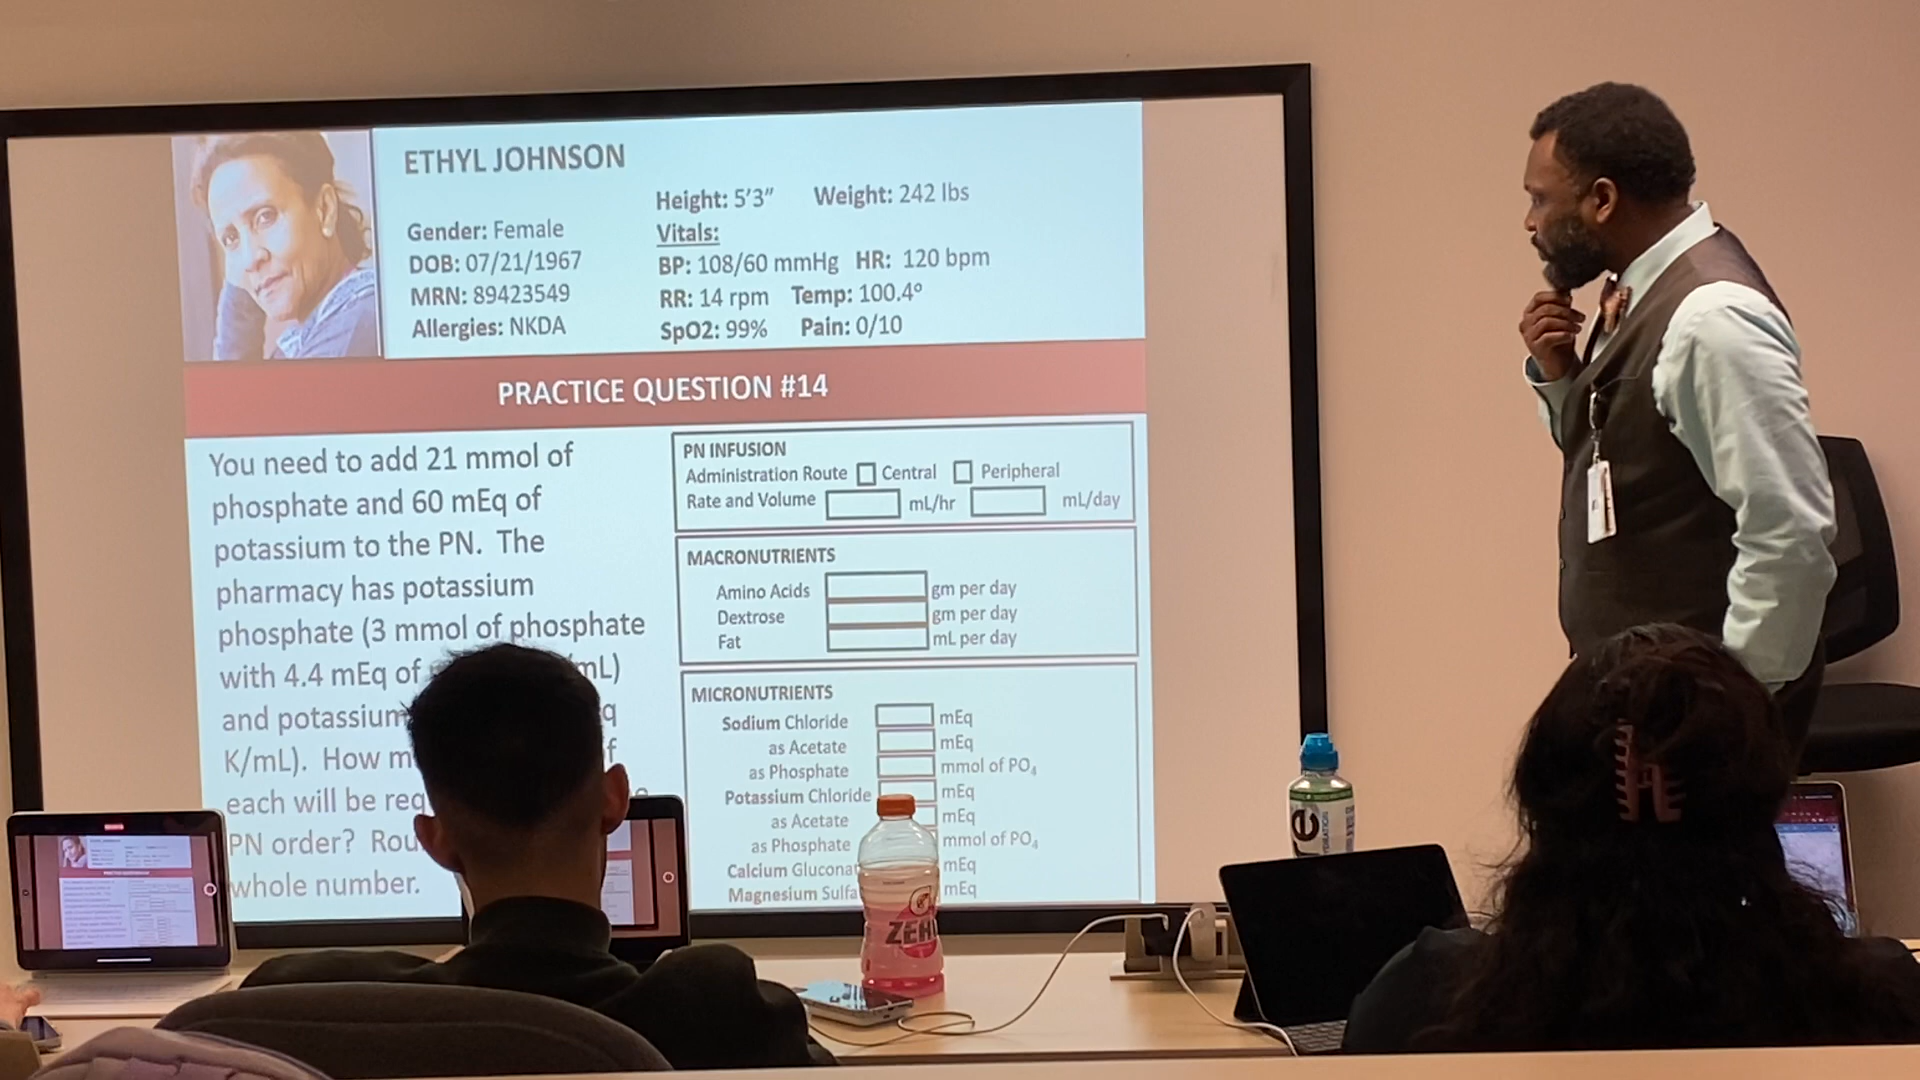 ETHYL JOHNSON
Height: 5'3" Weight: 242 lbs
Gender: Female
Vitals:
DOB: 07/21/1967
BP: 108/60 mmHg HR: 120 bpm
MRN: 89423549
RR: 14 rpm Temp: 100.4º
Allergies: NKDA
SpO2: 99% Pain: 0/10
PRACTICE QUESTION #14
You need to add 21 mmol of
phosphate and 60 mEq of
potassium to the PN. The
pharmacy has potassium
phosphate (3 mmol of phosphate
with 4.4 mEq of mL)
and potassium q
K/mL). How f
each will be
PN order?
whole number.
PN INFUSION
Administration Route Central Peripheral
Rate and Volume mL/hr mL/day
MACRONUTRIENTS
Amino Acids gm per day
Dextrose gm per day
Fat mL per day
MICRONUTRIENTS
Sodium Chloride mEq
as Acetate mEq
as Phosphate mmol of PO₄
Potassium Chloride mEq
as Acetate mEq
as Phosphate mmol of PO₄
Calcium mEq
Magnesium mEq